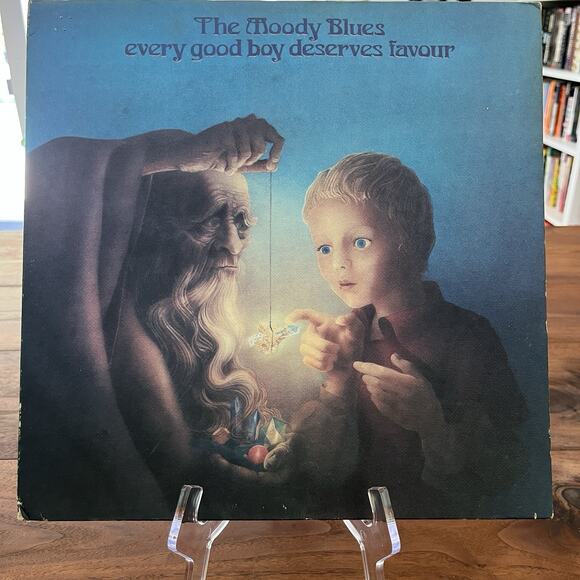 The Moody Blues
every good boy deserves favour